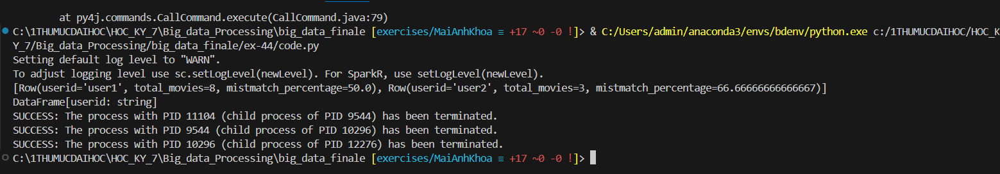 at py4j.commands.CallCommand.execute(CallCommand.java:79)
C:\1THUMUCDAIHOC\HOC_KY_7\Big_data_Processing\big_data_finale [exercises/MaiAnhKhoa ≡ +17 ~0 -0 !]> & C:/Users/admin/anaconda3/envs/bdenv/python.exe c:/1THUMUCDAIHOC/HOC_K
Y_7/Big_data_Processing/big_data_finale/ex-44/code.py
Setting default log level to "WARN".
To adjust logging level use sc.setLogLevel(newLevel). For SparkR, use setLogLevel(newLevel).
[Row(userid='user1', total_movies=8, mistmatch_percentage=50.0), Row(userid='user2', total_movies=3, mistmatch_percentage=66.66666666666667)]
DataFrame[userid: string]
SUCCESS: The process with PID 11104 (child process of PID 9544) has been terminated.
SUCCESS: The process with PID 9544 (child process of PID 10296) has been terminated.
SUCCESS: The process with PID 10296 (child process of PID 12276) has been terminated.
C:\1THUMUCDAIHOC\HOC_KY_7\Big_data_Processing\big_data_finale [exercises/MaiAnhKhoa ≡ +17 ~0 -0 !]>